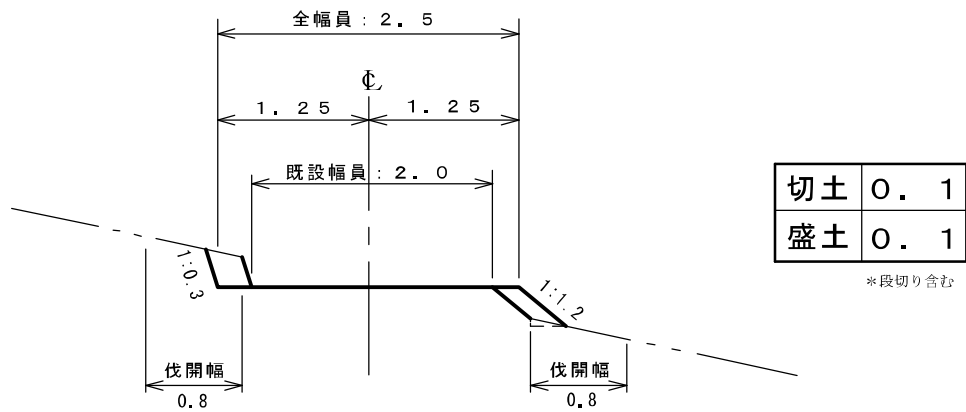 全幅員：２．５
℄
１．２５
１．２５
既設幅員：２．０
切土 ０．１
盛土 ０．１
＊段切り含む
1:0.3
1:1.2
伐開幅
0.8
伐開幅
0.8